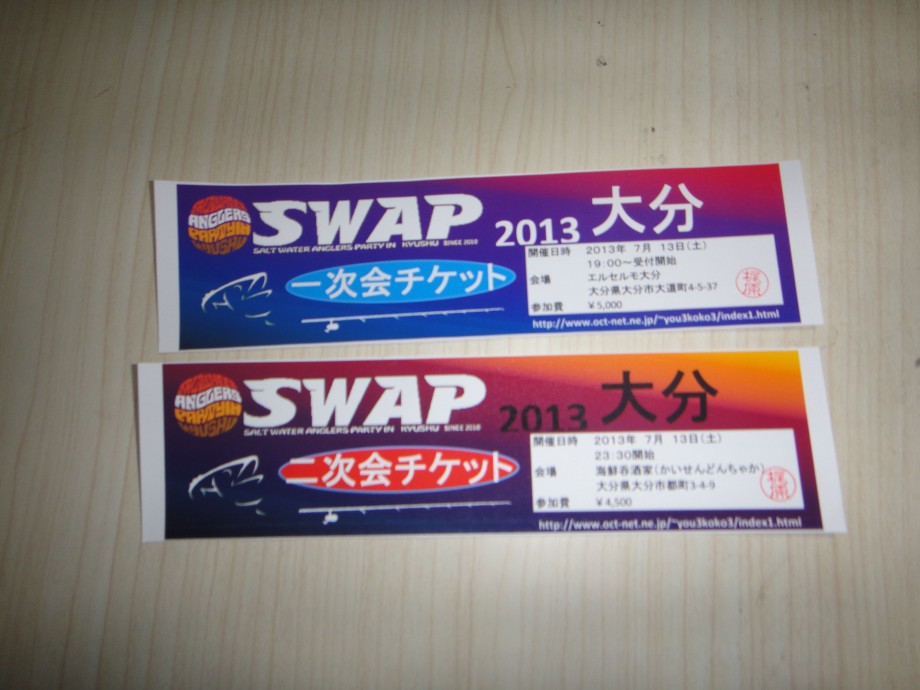 ANGLERS
PARTY IN
KYUSHU
SWAP
SALT WATER ANGLERS-PARTY IN KYUSHU SINCE 2010
2013 大分
一次会チケット
開催日時 2013年 7月 13日(土)
19:00～受付開始
会場 エルセルモ大分
大分県大分市大道町4-5-37
参加費 ￥5,000
http://www.oct-net.ne.jp/~you3koko3/index1.html
ANGLERS
PARTY IN
KYUSHU
SWAP
SALT WATER ANGLERS-PARTY IN KYUSHU SINCE 2010
2013 大分
二次会チケット
開催日時 2013年 7月 13日(土)
23:30開始
会場 海鮮呑酒家(かいせんどんちゃか)
大分県大分市都町3-4-9
参加費 ￥4,500
http://www.oct-net.ne.jp/~you3koko3/index1.html